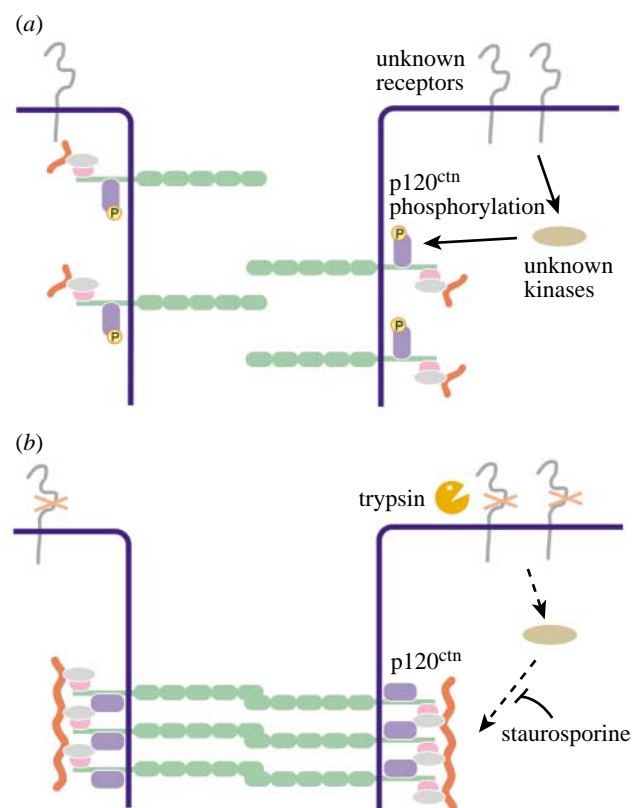 (a)
unknown
receptors
p120ctn
phosphorylation
P
P
unknown
kinases
P
P
(b)
trypsin
p120ctn
staurosporine